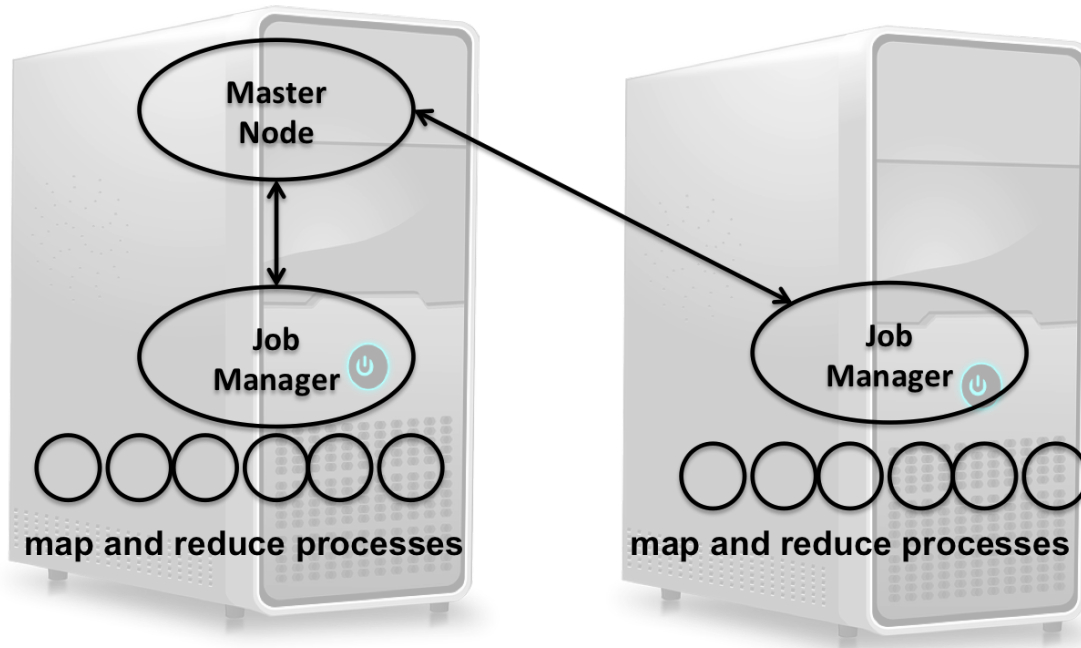 Master
Node
Job
Manager
map and reduce processes
Job
Manager
map and reduce processes